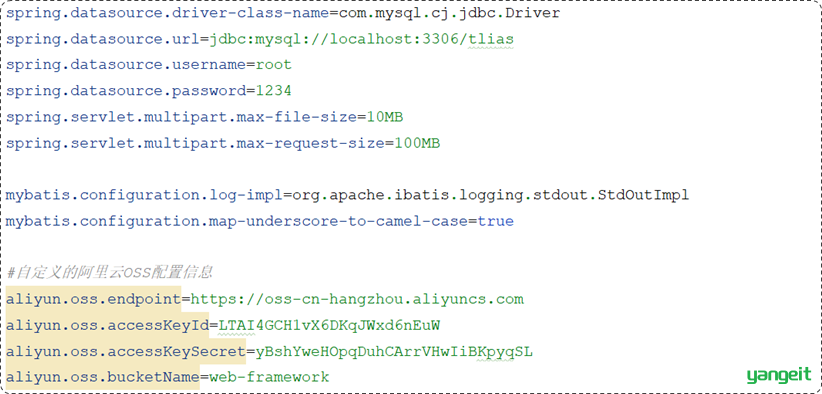 spring.datasource.driver-class-name=com.mysql.cj.jdbc.Driver
spring.datasource.url=jdbc:mysql://localhost:3306/tlias
spring.datasource.username=root
spring.datasource.password=1234
spring.servlet.multipart.max-file-size=10MB
spring.servlet.multipart.max-request-size=100MB
mybatis.configuration.log-impl=org.apache.ibatis.logging.stdout.StdOutImpl
mybatis.configuration.map-underscore-to-camel-case=true
#自定义的阿里云OSS配置信息
aliyun.oss.endpoint=https://oss-cn-hangzhou.aliyuncs.com
aliyun.oss.accessKeyId=LTAI4GCH1vX6DKqJWxd6nEuW
aliyun.oss.accessKeySecret=yBshYweHOpqDuhCArrVHwIiBKpyqSL
aliyun.oss.bucketName=web-framework
yangeit